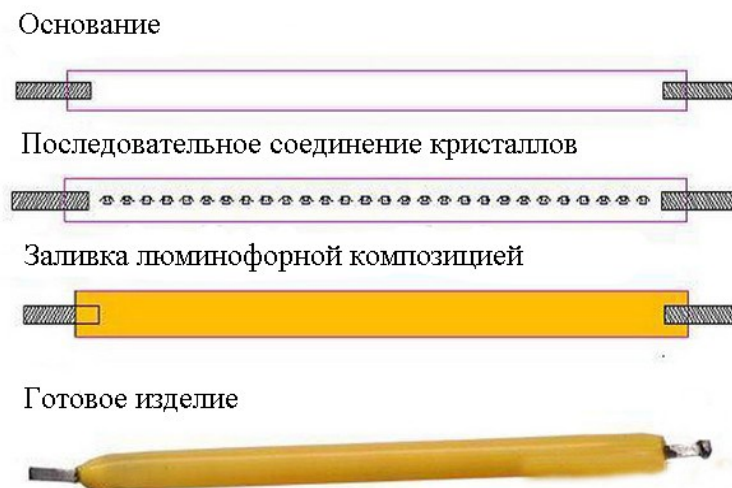 Основание
Последовательное соединение кристаллов
Заливка люминофорной композицией
Готовое изделие